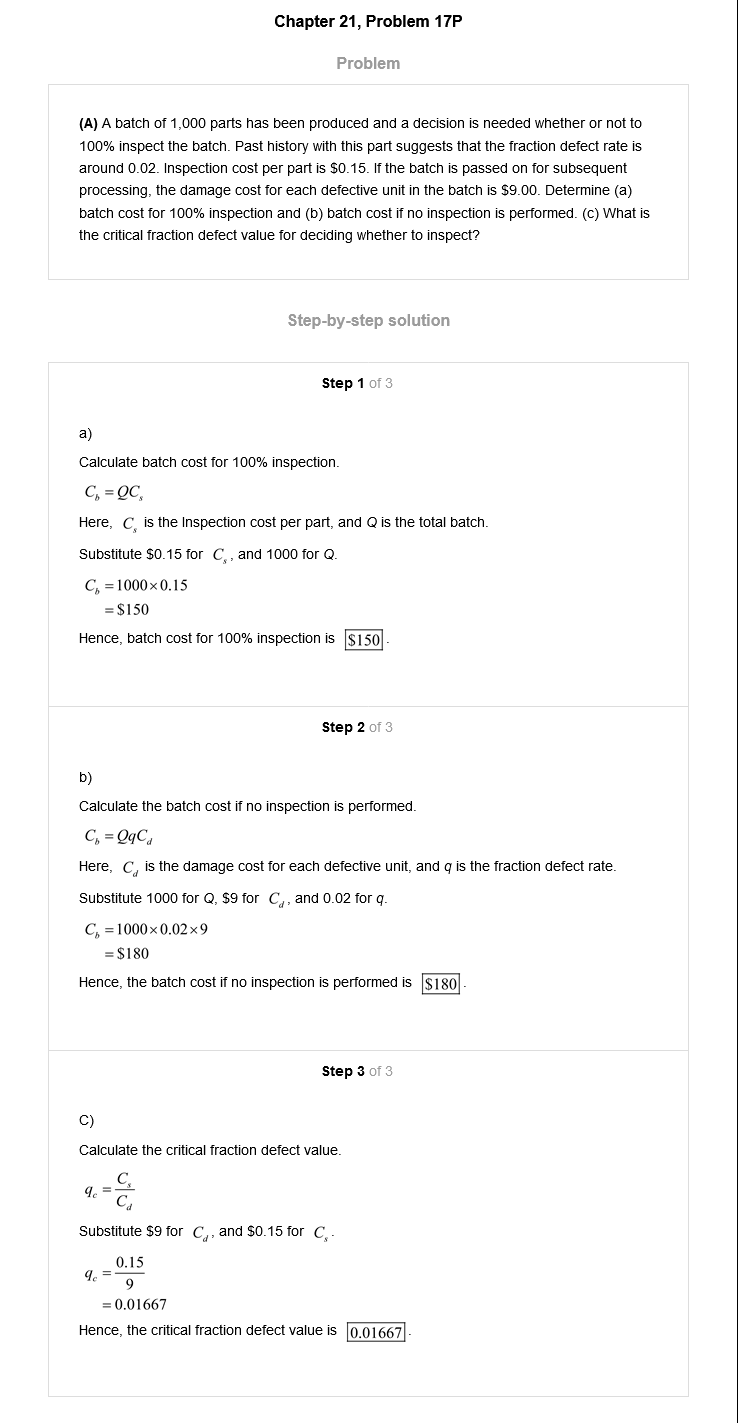 Chapter 21, Problem 17P
Problem
(A) A batch of 1,000 parts has been produced and a decision is needed whether or not to
100% inspect the batch. Past history with this part suggests that the fraction defect rate is
around 0.02. Inspection cost per part is $0.15. If the batch is passed on for subsequent
processing, the damage cost for each defective unit in the batch is $9.00. Determine (a)
batch cost for 100% inspection and (b) batch cost if no inspection is performed. (c) What is
the critical fraction defect value for deciding whether to inspect?
Step-by-step solution
Step 1 of 3
a)
Calculate batch cost for 100% inspection.
C_b = QC_s
Here, C_s is the Inspection cost per part, and Q is the total batch.
Substitute $0.15 for C_s, and 1000 for Q.
C_b = 1000×0.15
= $150
Hence, batch cost for 100% inspection is $150.
Step 2 of 3
b)
Calculate the batch cost if no inspection is performed.
C_b = QqC_d
Here, C_d is the damage cost for each defective unit, and q is the fraction defect rate.
Substitute 1000 for Q, $9 for C_d, and 0.02 for q.
C_b = 1000×0.02×9
= $180
Hence, the batch cost if no inspection is performed is $180.
Step 3 of 3
C)
Calculate the critical fraction defect value.
q_c = C_s / C_d
Substitute $9 for C_d, and $0.15 for C_s.
q_c = 0.15 / 9
= 0.01667
Hence, the critical fraction defect value is 0.01667.